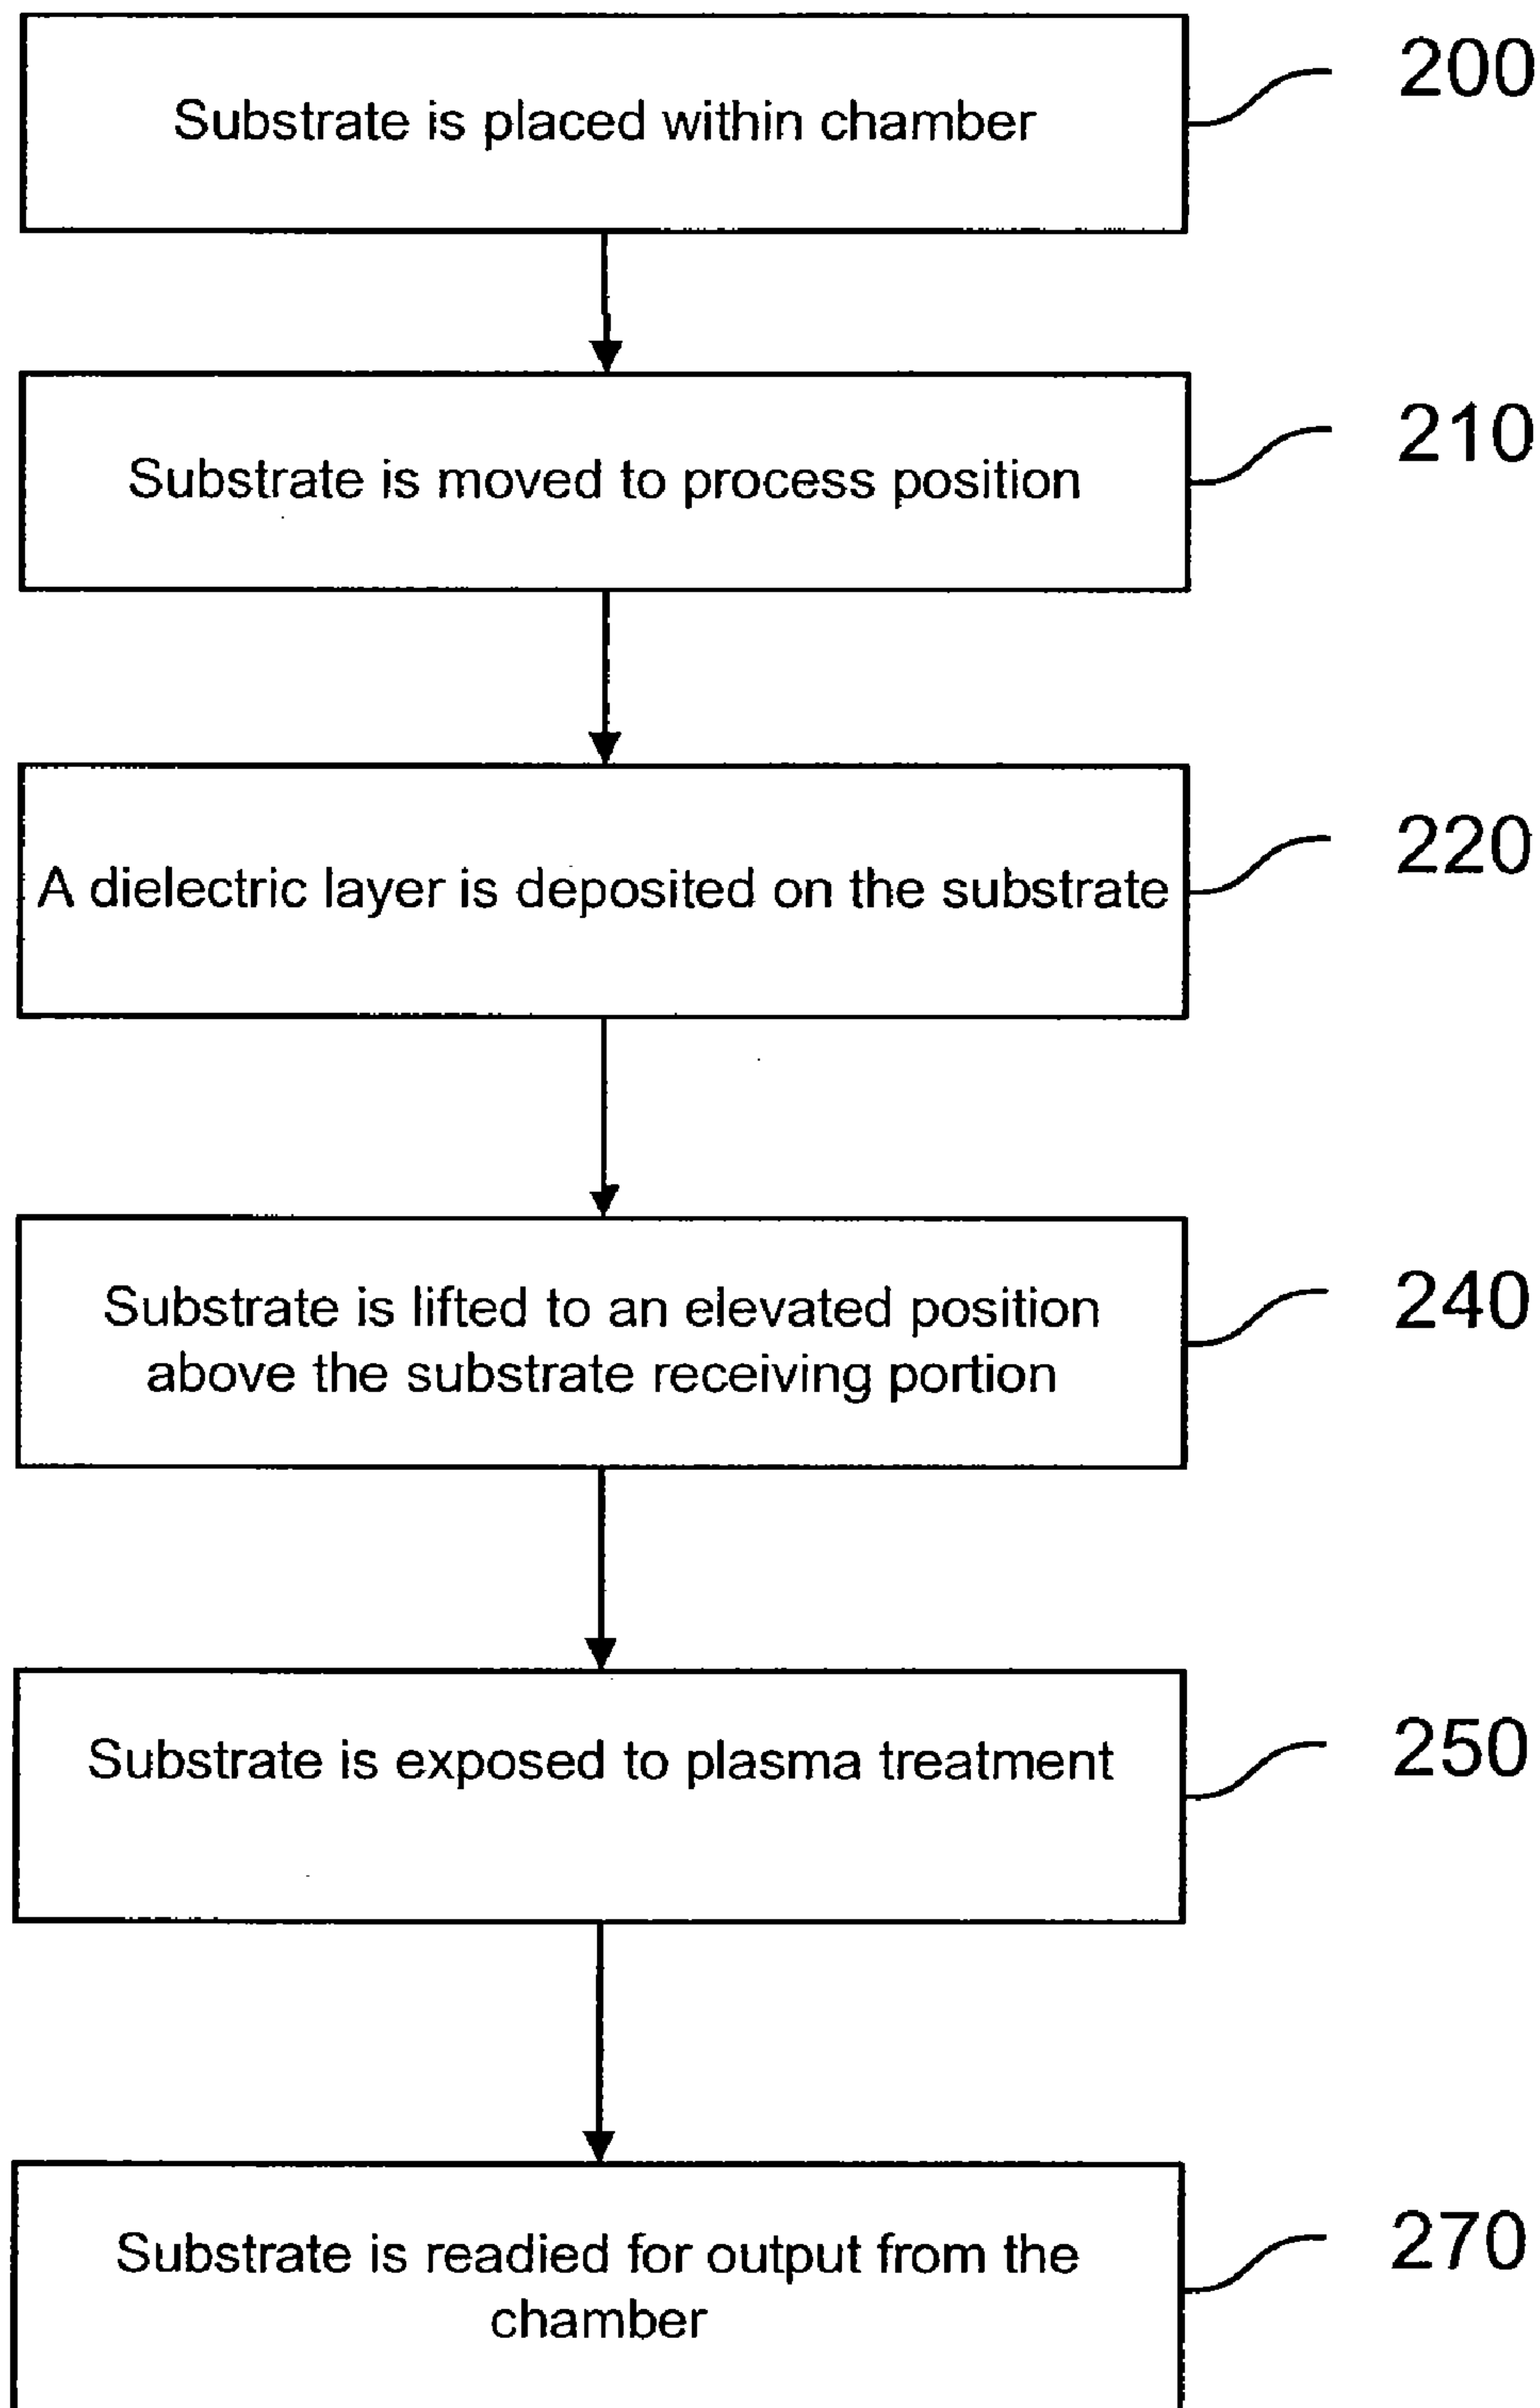 Substrate is placed within chamber
200
Substrate is moved to process position
210
A dielectric layer is deposited on the substrate
220
Substrate is lifted to an elevated position
above the substrate receiving portion
240
Substrate is exposed to plasma treatment
250
Substrate is readied for output from the
chamber
270